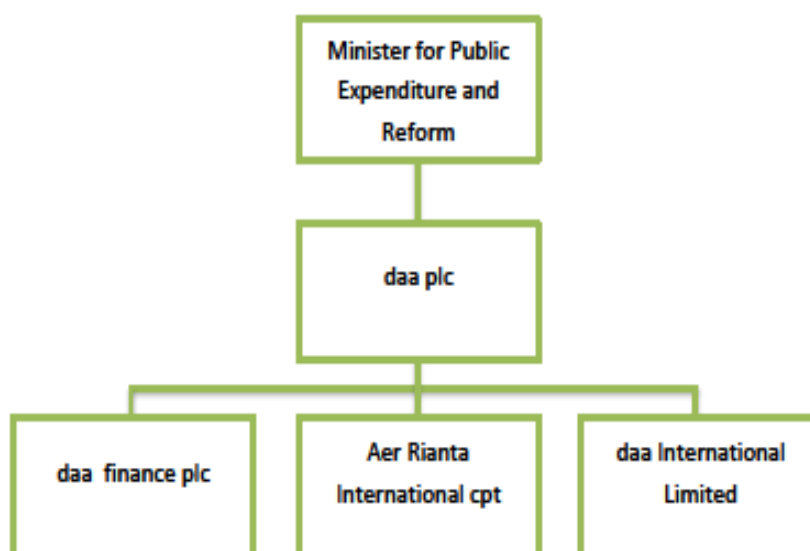 Minister for Public
Expenditure and
Reform
daa plc
daa finance plc
Aer Rianta
International cpt
daa International
Limited